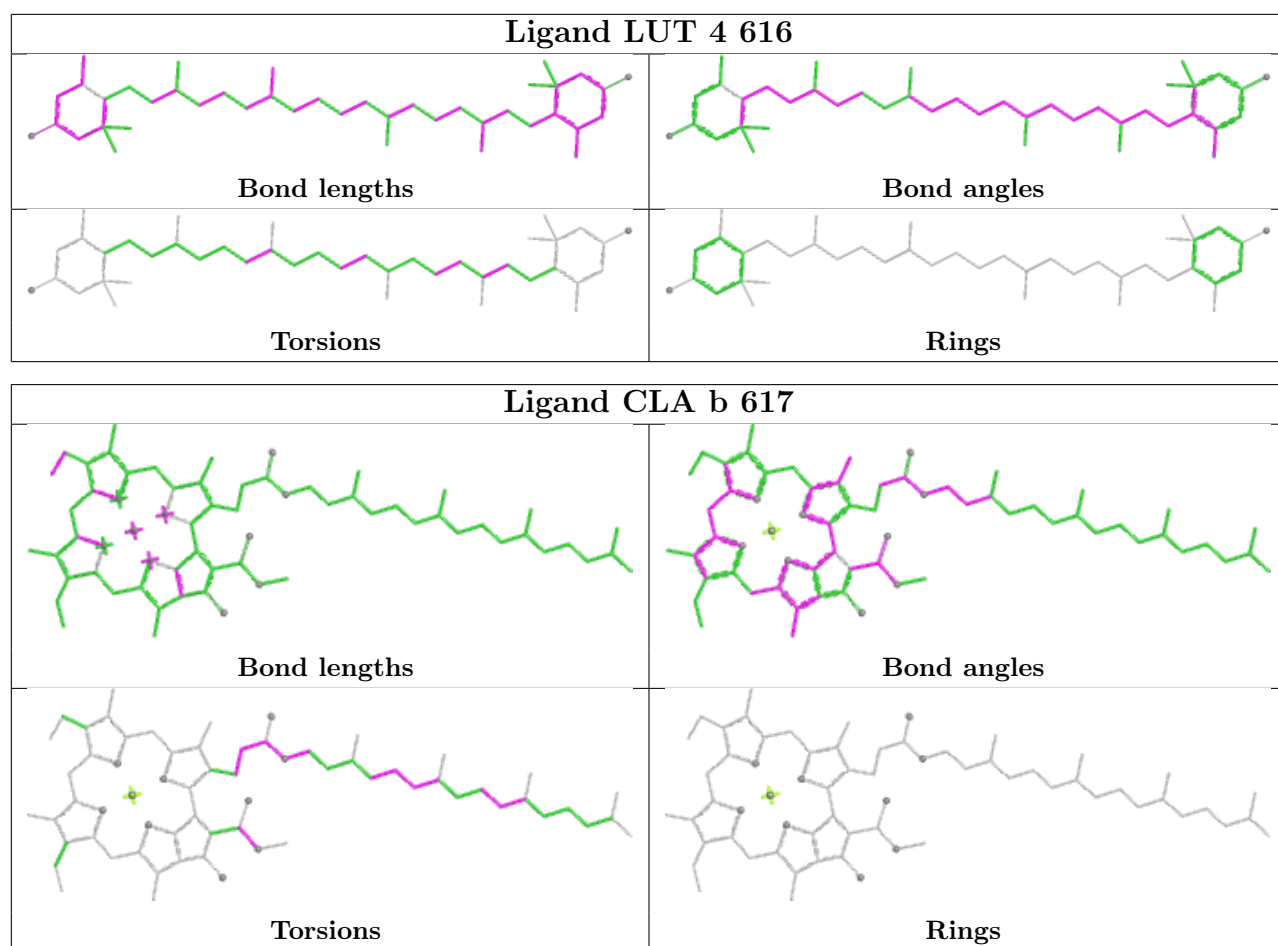 Ligand LUT 4 616
Bond lengths
Bond angles
Torsions
Rings
Ligand CLA b 617
Bond lengths
Bond angles
Torsions
Rings